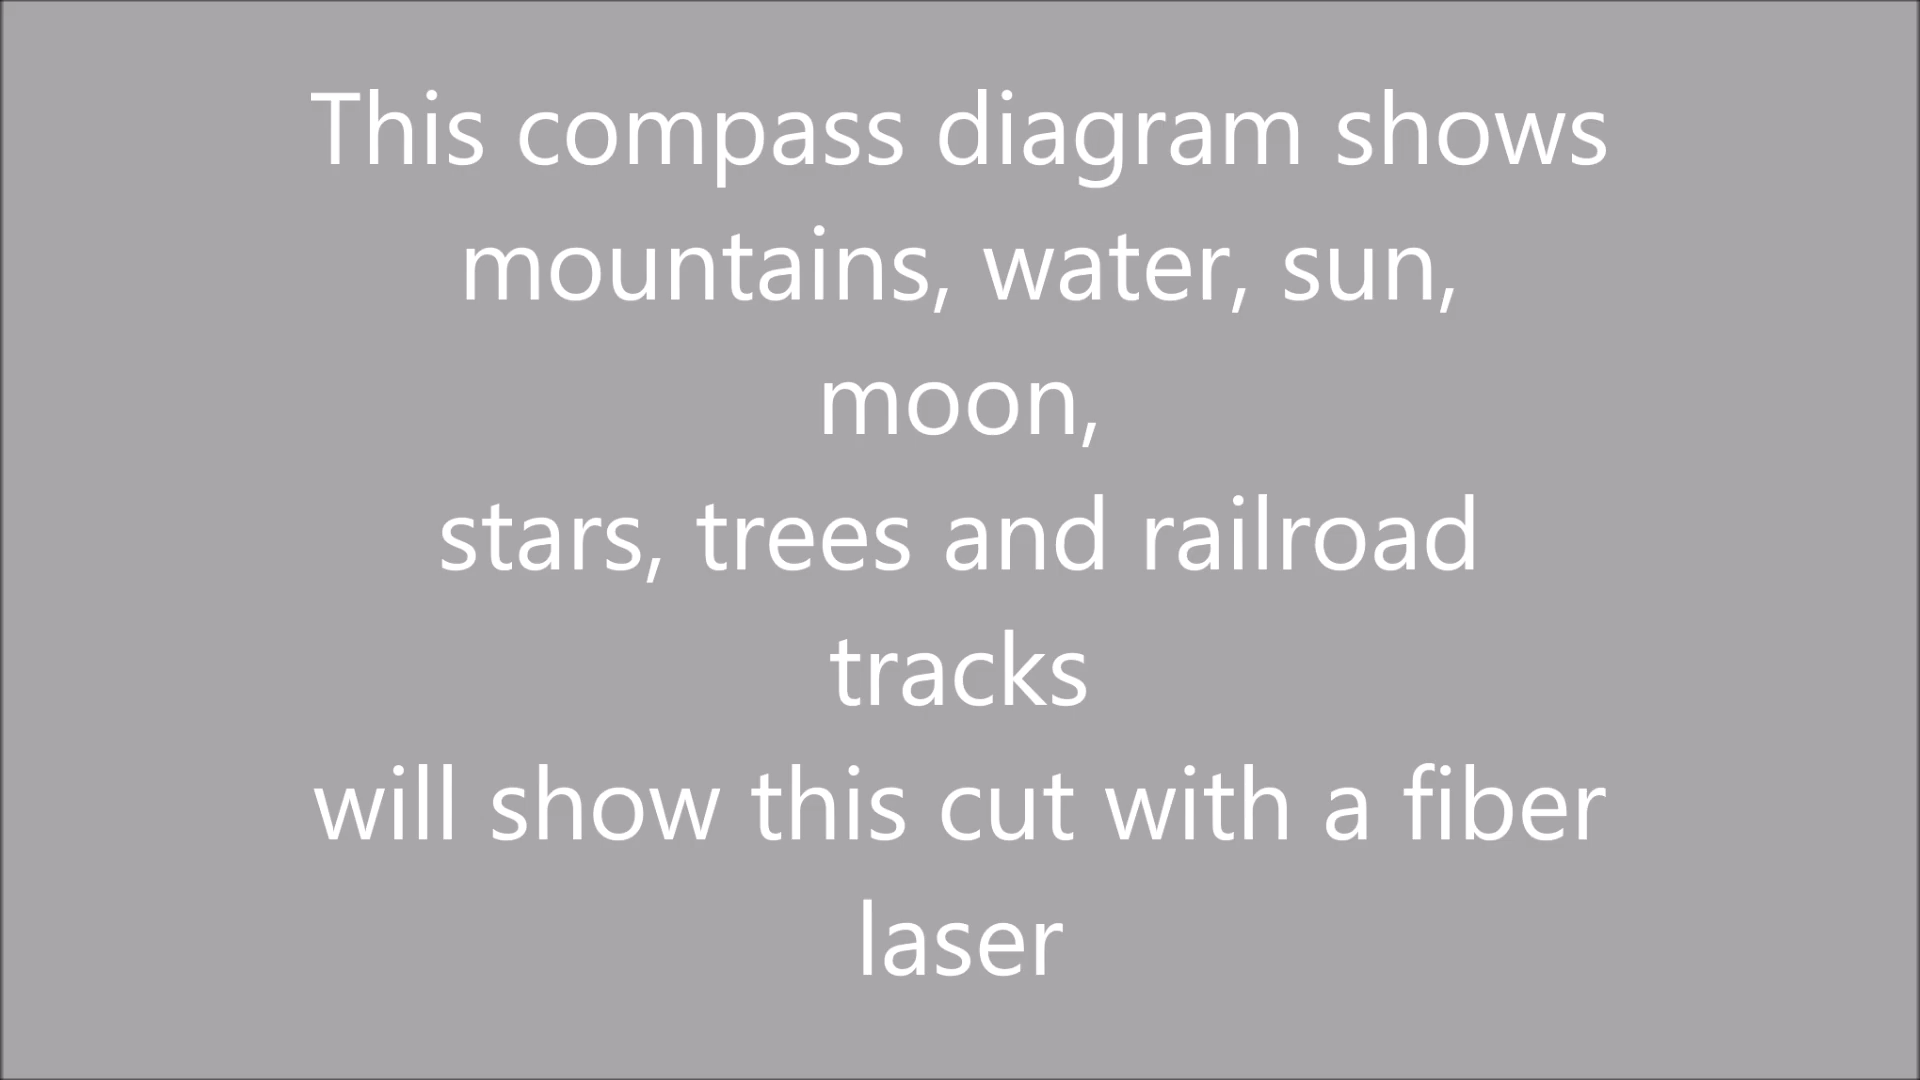 This compass diagram shows
mountains, water, sun,
moon,
stars, trees and railroad
tracks
will show this cut with a fiber
laser